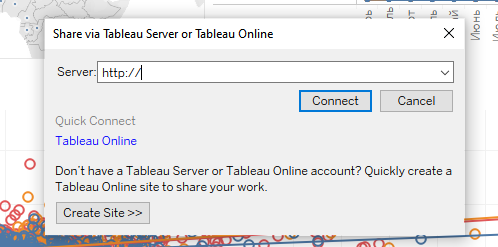 Share via Tableau Server or Tableau Online
Server: http://
Connect
Cancel
Quick Connect
Tableau Online
Don't have a Tableau Server or Tableau Online account? Quickly create a
Tableau Online site to share your work.
Create Site >>
Июнь